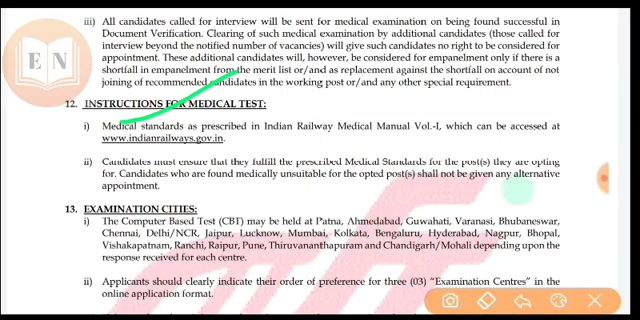 E N
iii) All candidates called for interview will be sent for medical examination on being found successful in
Document Verification. Clearing of such medical examination by additional candidates (those called for
interview beyond the notified number of vacancies) will give such candidates no right to be considered for
appointment. These additional candidates will, however, be considered for empanelment only if there is a
shortfall in empanelment from the merit list or/and as replacement against the shortfall on account of not
joining of recommended candidates in the working post or/and any other special requirement.
12. INSTRUCTIONS FOR MEDICAL TEST:
i) Medical standards as prescribed in Indian Railway Medical Manual Vol.-I, which can be accessed at
www.indianrailways.gov.in.
ii) Candidates must ensure that they fulfill the prescribed Medical Standards for the post(s) they are opting
for. Candidates who are found medically unsuitable for the opted post(s) shall not be given any alternative
appointment.
13. EXAMINATION CITIES:
i) The Computer Based Test (CBT) may be held at Patna, Ahmedabad, Guwahati, Varanasi, Bhubaneswar,
Chennai, Delhi/NCR, Jaipur, Lucknow, Mumbai, Kolkata, Bengaluru, Hyderabad, Nagpur, Bhopal,
Vishakapatnam, Ranchi, Raipur, Pune, Thiruvananthapuram and Chandigarh/Mohali depending upon the
response received for each centre.
ii) Applicants should clearly indicate their order of preference for three (03) "Examination Centres" in the
online application format.